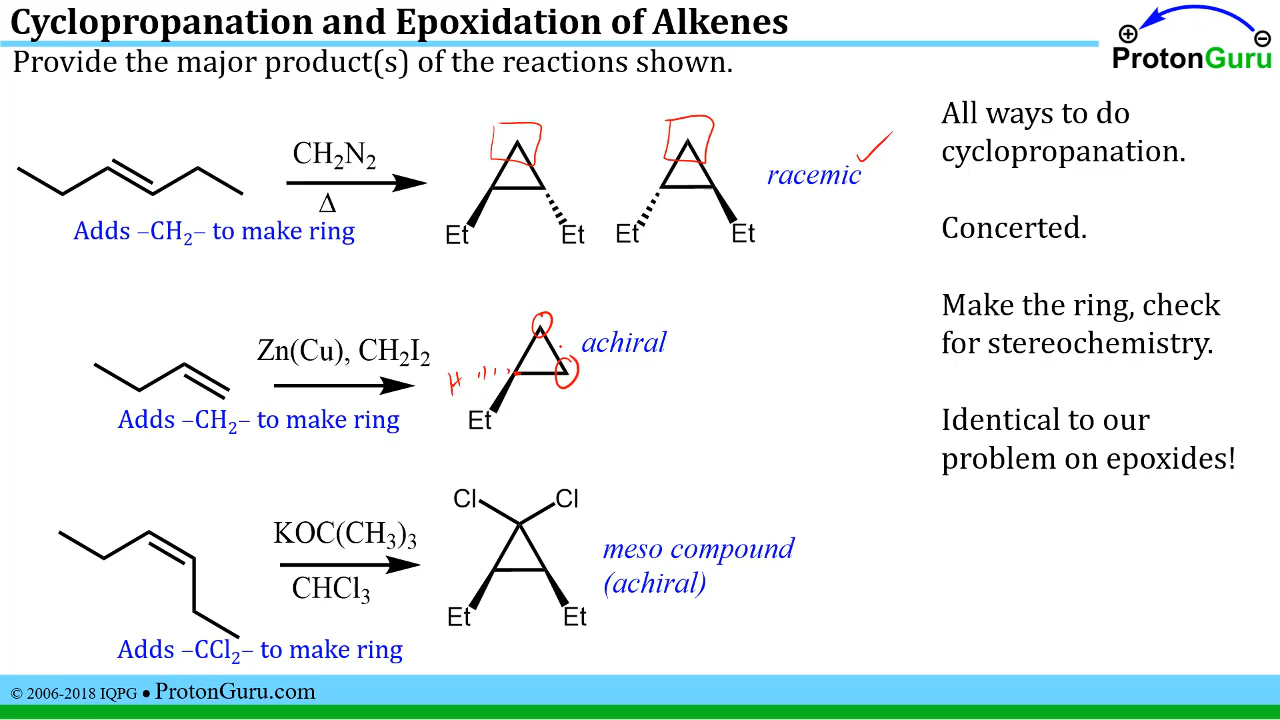 Cyclopropanation and Epoxidation of Alkenes
⊕ ⊖
ProtonGuru
Provide the major product(s) of the reactions shown.
CH₂N₂
Δ
Adds –CH₂– to make ring
Et Et
Et Et
racemic
Zn(Cu), CH₂I₂
Adds –CH₂– to make ring
H
Et
achiral
KOC(CH₃)₃
CHCl₃
Adds –CCl₂– to make ring
Cl Cl
Et Et
meso compound
(achiral)
All ways to do
cyclopropanation.
Concerted.
Make the ring, check
for stereochemistry.
Identical to our
problem on epoxides!
© 2006-2018 IQPG ● ProtonGuru.com